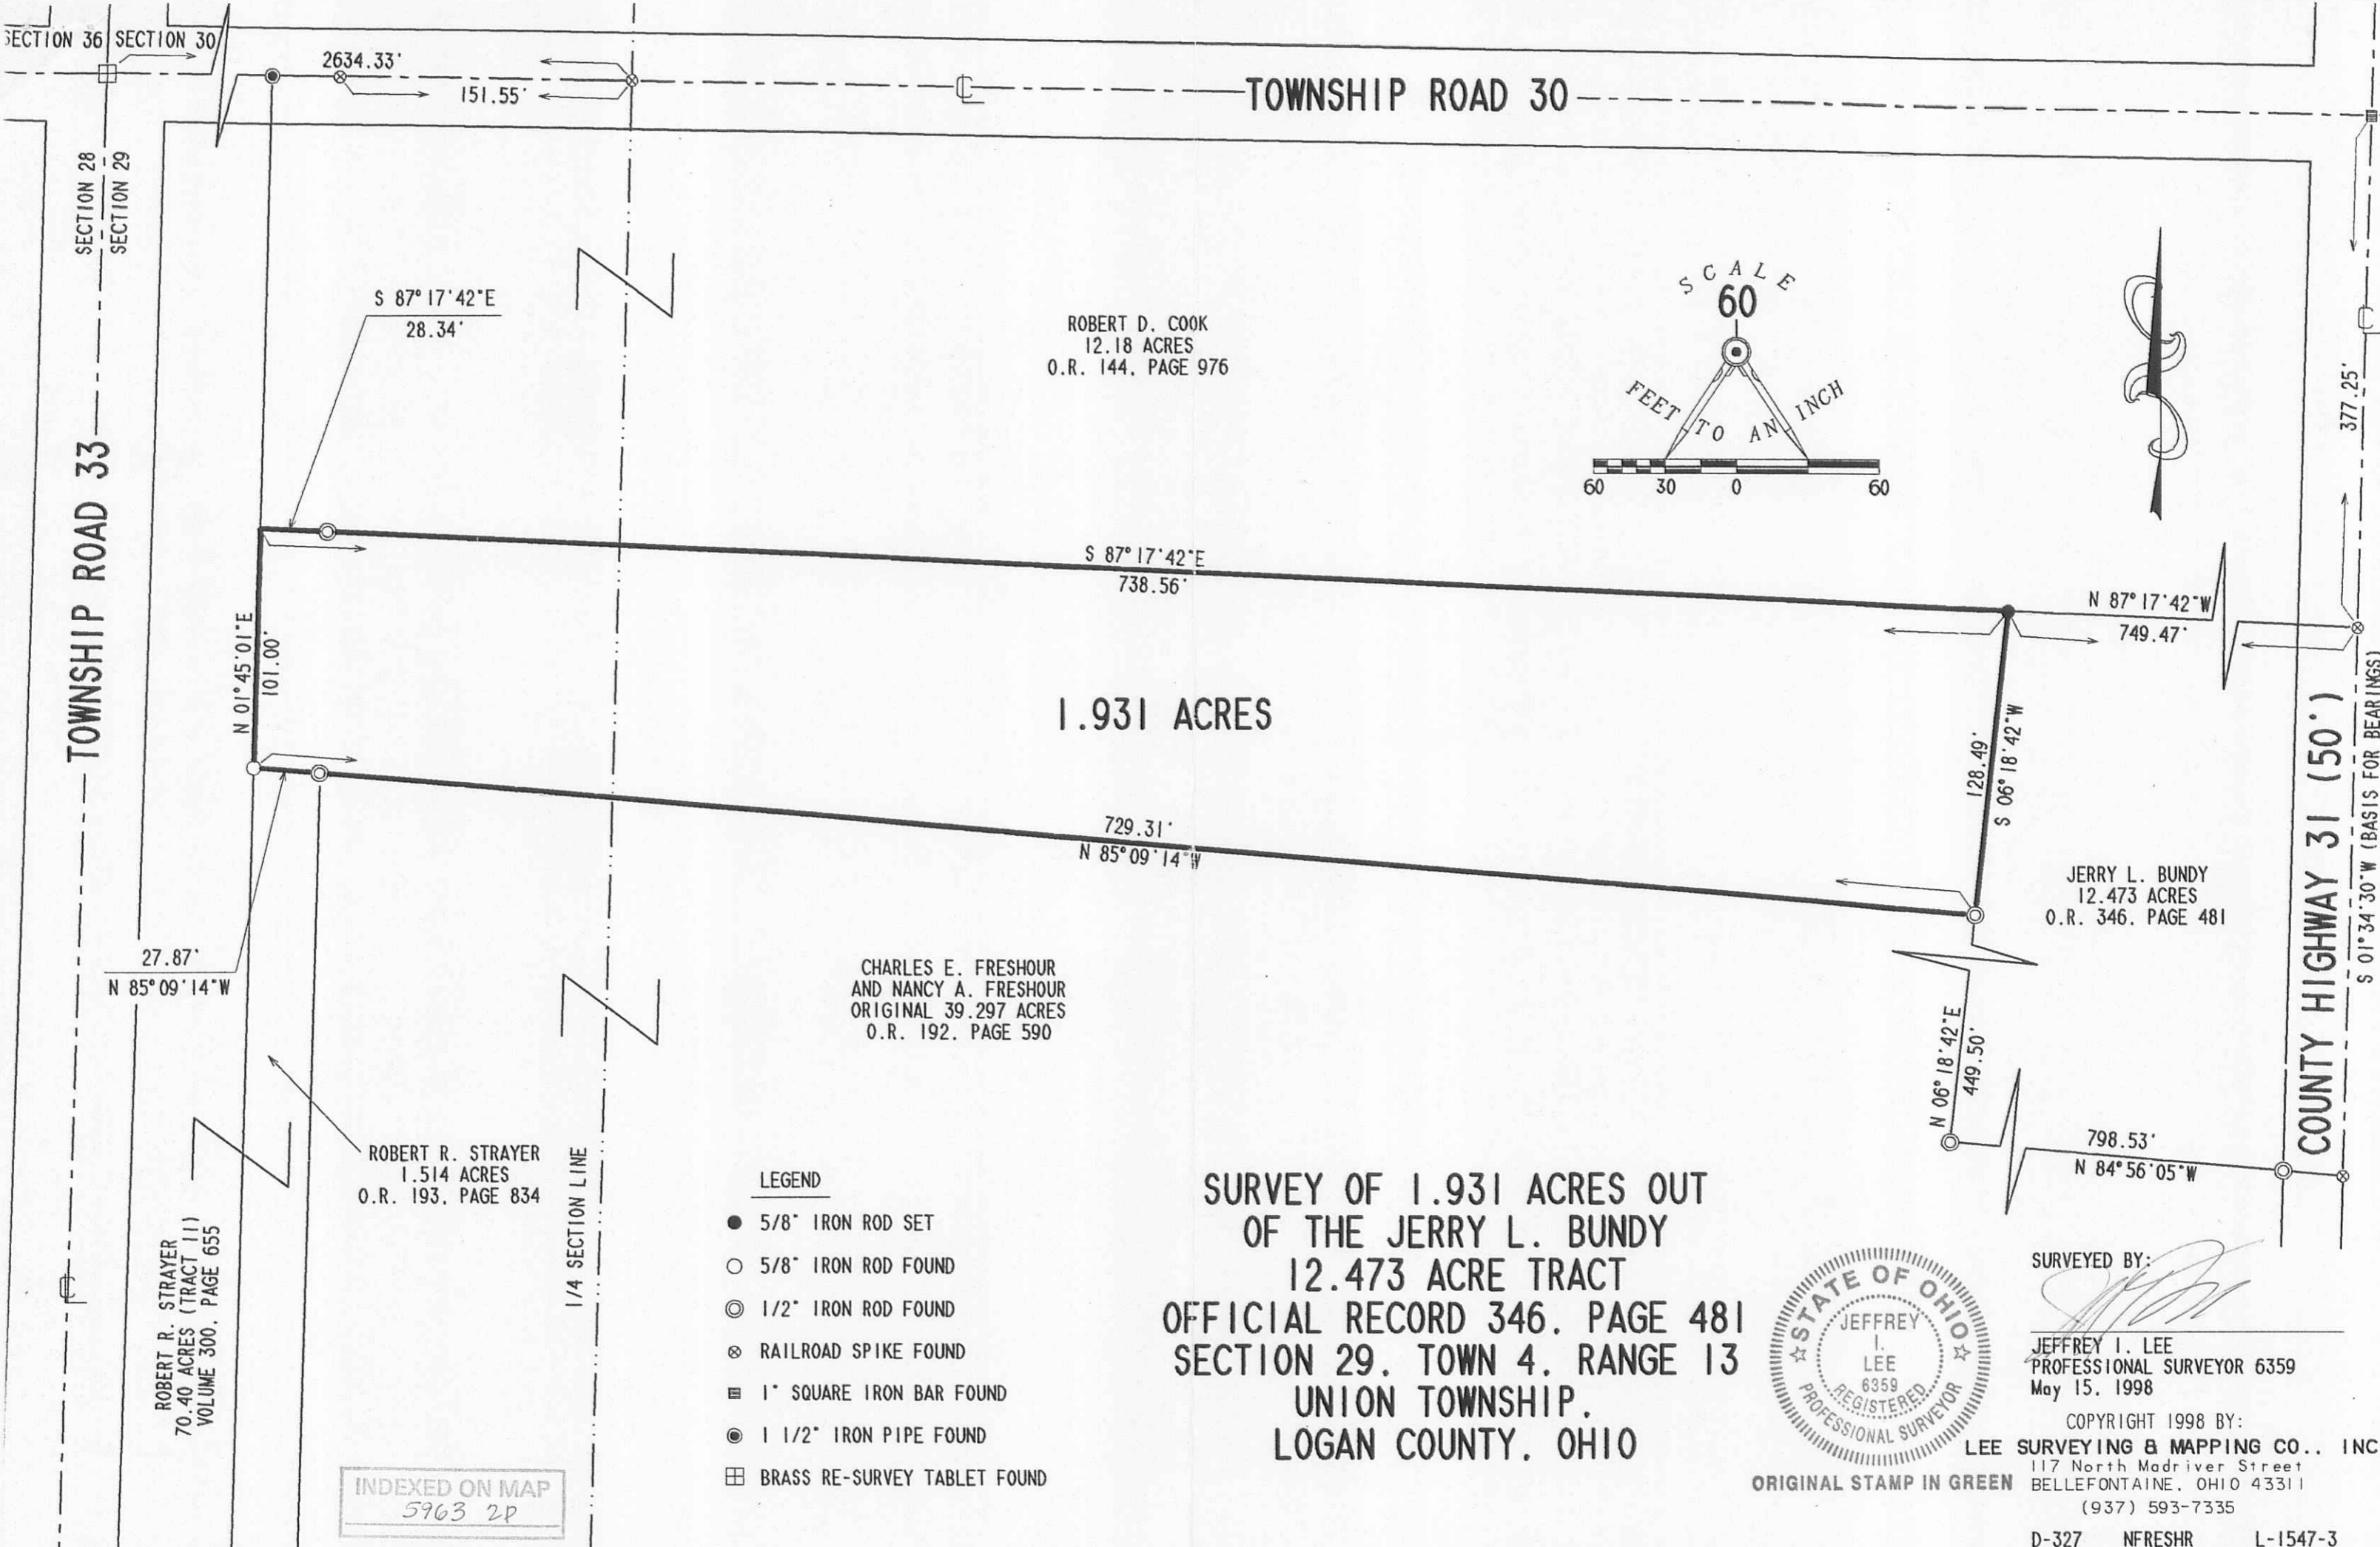 SECTION 36
SECTION 30
2634.33'
151.55'
℄
TOWNSHIP ROAD 30
SECTION 28
SECTION 29
S 87°17'42"E
28.34'
ROBERT D. COOK
12.18 ACRES
O.R. 144, PAGE 976
SCALE
60
FEET TO AN INCH
60 30 0 60
℄
377.25'
TOWNSHIP ROAD 33
S 87°17'42"E
738.56'
N 87°17'42"W
749.47'
N 01°45'01"E
101.00'
1.931 ACRES
128.49'
S 06°18'42"W
COUNTY HIGHWAY 31 (50')
S 01°34'30"W (BASIS FOR BEARINGS)
729.31'
N 85°09'14"W
JERRY L. BUNDY
12.473 ACRES
O.R. 346, PAGE 481
27.87'
N 85°09'14"W
CHARLES E. FRESHOUR
AND NANCY A. FRESHOUR
ORIGINAL 39.297 ACRES
O.R. 192, PAGE 590
N 06°18'42"E
449.50'
798.53'
N 84°56'05"W
ROBERT R. STRAYER
1.514 ACRES
O.R. 193, PAGE 834
1/4 SECTION LINE
℄
ROBERT R. STRAYER
70.40 ACRES (TRACT II)
VOLUME 300, PAGE 655
LEGEND
5/8" IRON ROD SET
5/8" IRON ROD FOUND
1/2" IRON ROD FOUND
RAILROAD SPIKE FOUND
1" SQUARE IRON BAR FOUND
1 1/2" IRON PIPE FOUND
BRASS RE-SURVEY TABLET FOUND
INDEXED ON MAP
5963 2P
SURVEY OF 1.931 ACRES OUT
OF THE JERRY L. BUNDY
12.473 ACRE TRACT
OFFICIAL RECORD 346, PAGE 481
SECTION 29, TOWN 4, RANGE 13
UNION TOWNSHIP,
LOGAN COUNTY, OHIO
STATE OF OHIO
JEFFREY
I.
LEE
6359
REGISTERED
PROFESSIONAL SURVEYOR
ORIGINAL STAMP IN GREEN
SURVEYED BY:
JEFFREY I. LEE
PROFESSIONAL SURVEYOR 6359
May 15, 1998
COPYRIGHT 1998 BY:
LEE SURVEYING & MAPPING CO., INC
117 North Madriver Street
BELLEFONTAINE, OHIO 43311
(937) 593-7335
D-327 NFRESHR L-1547-3